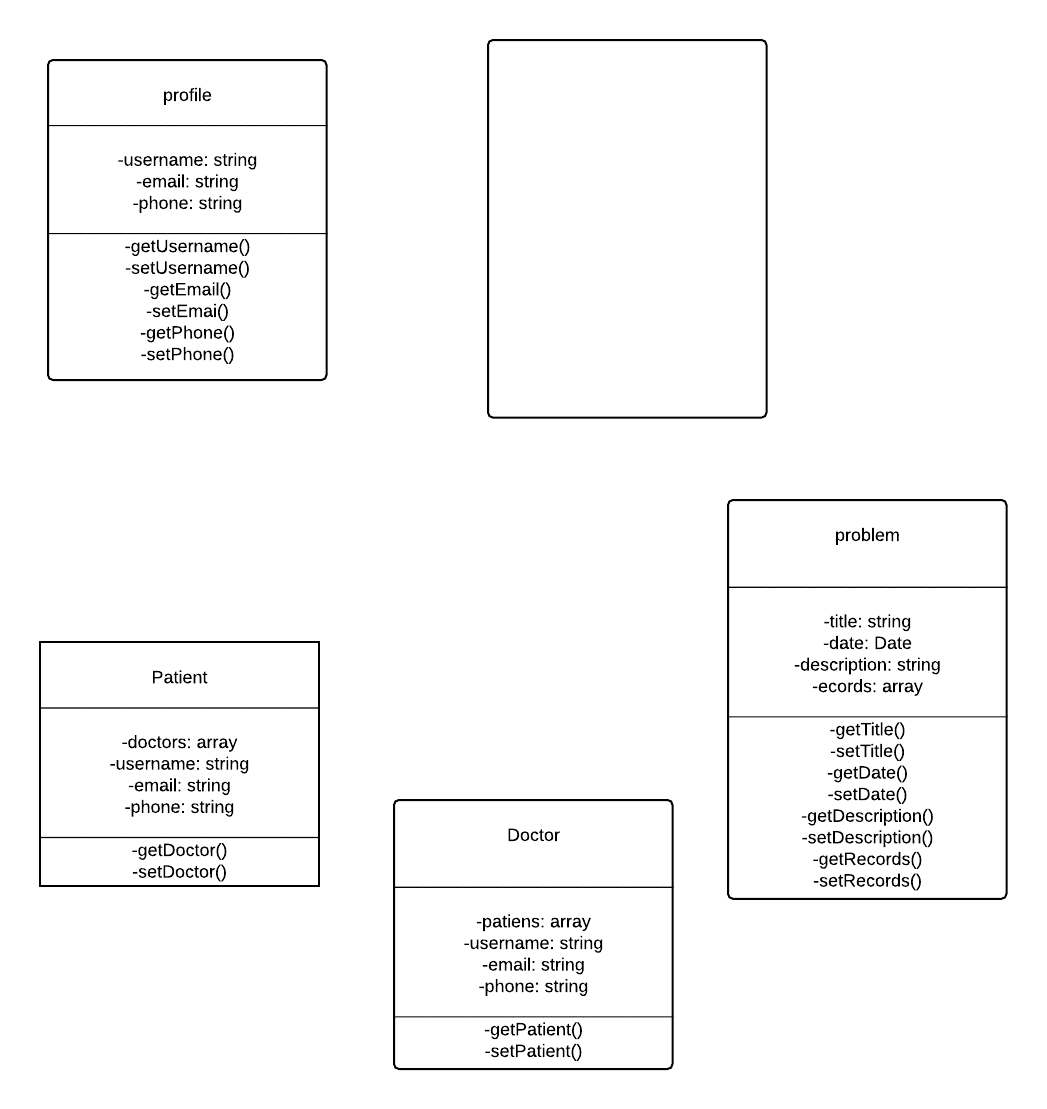 profile
-username: string
-email: string
-phone: string
-getUsername()
-setUsername()
-getEmail()
-setEmai()
-getPhone()
-setPhone()
problem
-title: string
-date: Date
-description: string
-ecords: array
-getTitle()
-setTitle()
-getDate()
-setDate()
-getDescription()
-setDescription()
-getRecords()
-setRecords()
Patient
-doctors: array
-username: string
-email: string
-phone: string
-getDoctor()
-setDoctor()
Doctor
-patiens: array
-username: string
-email: string
-phone: string
-getPatient()
-setPatient()